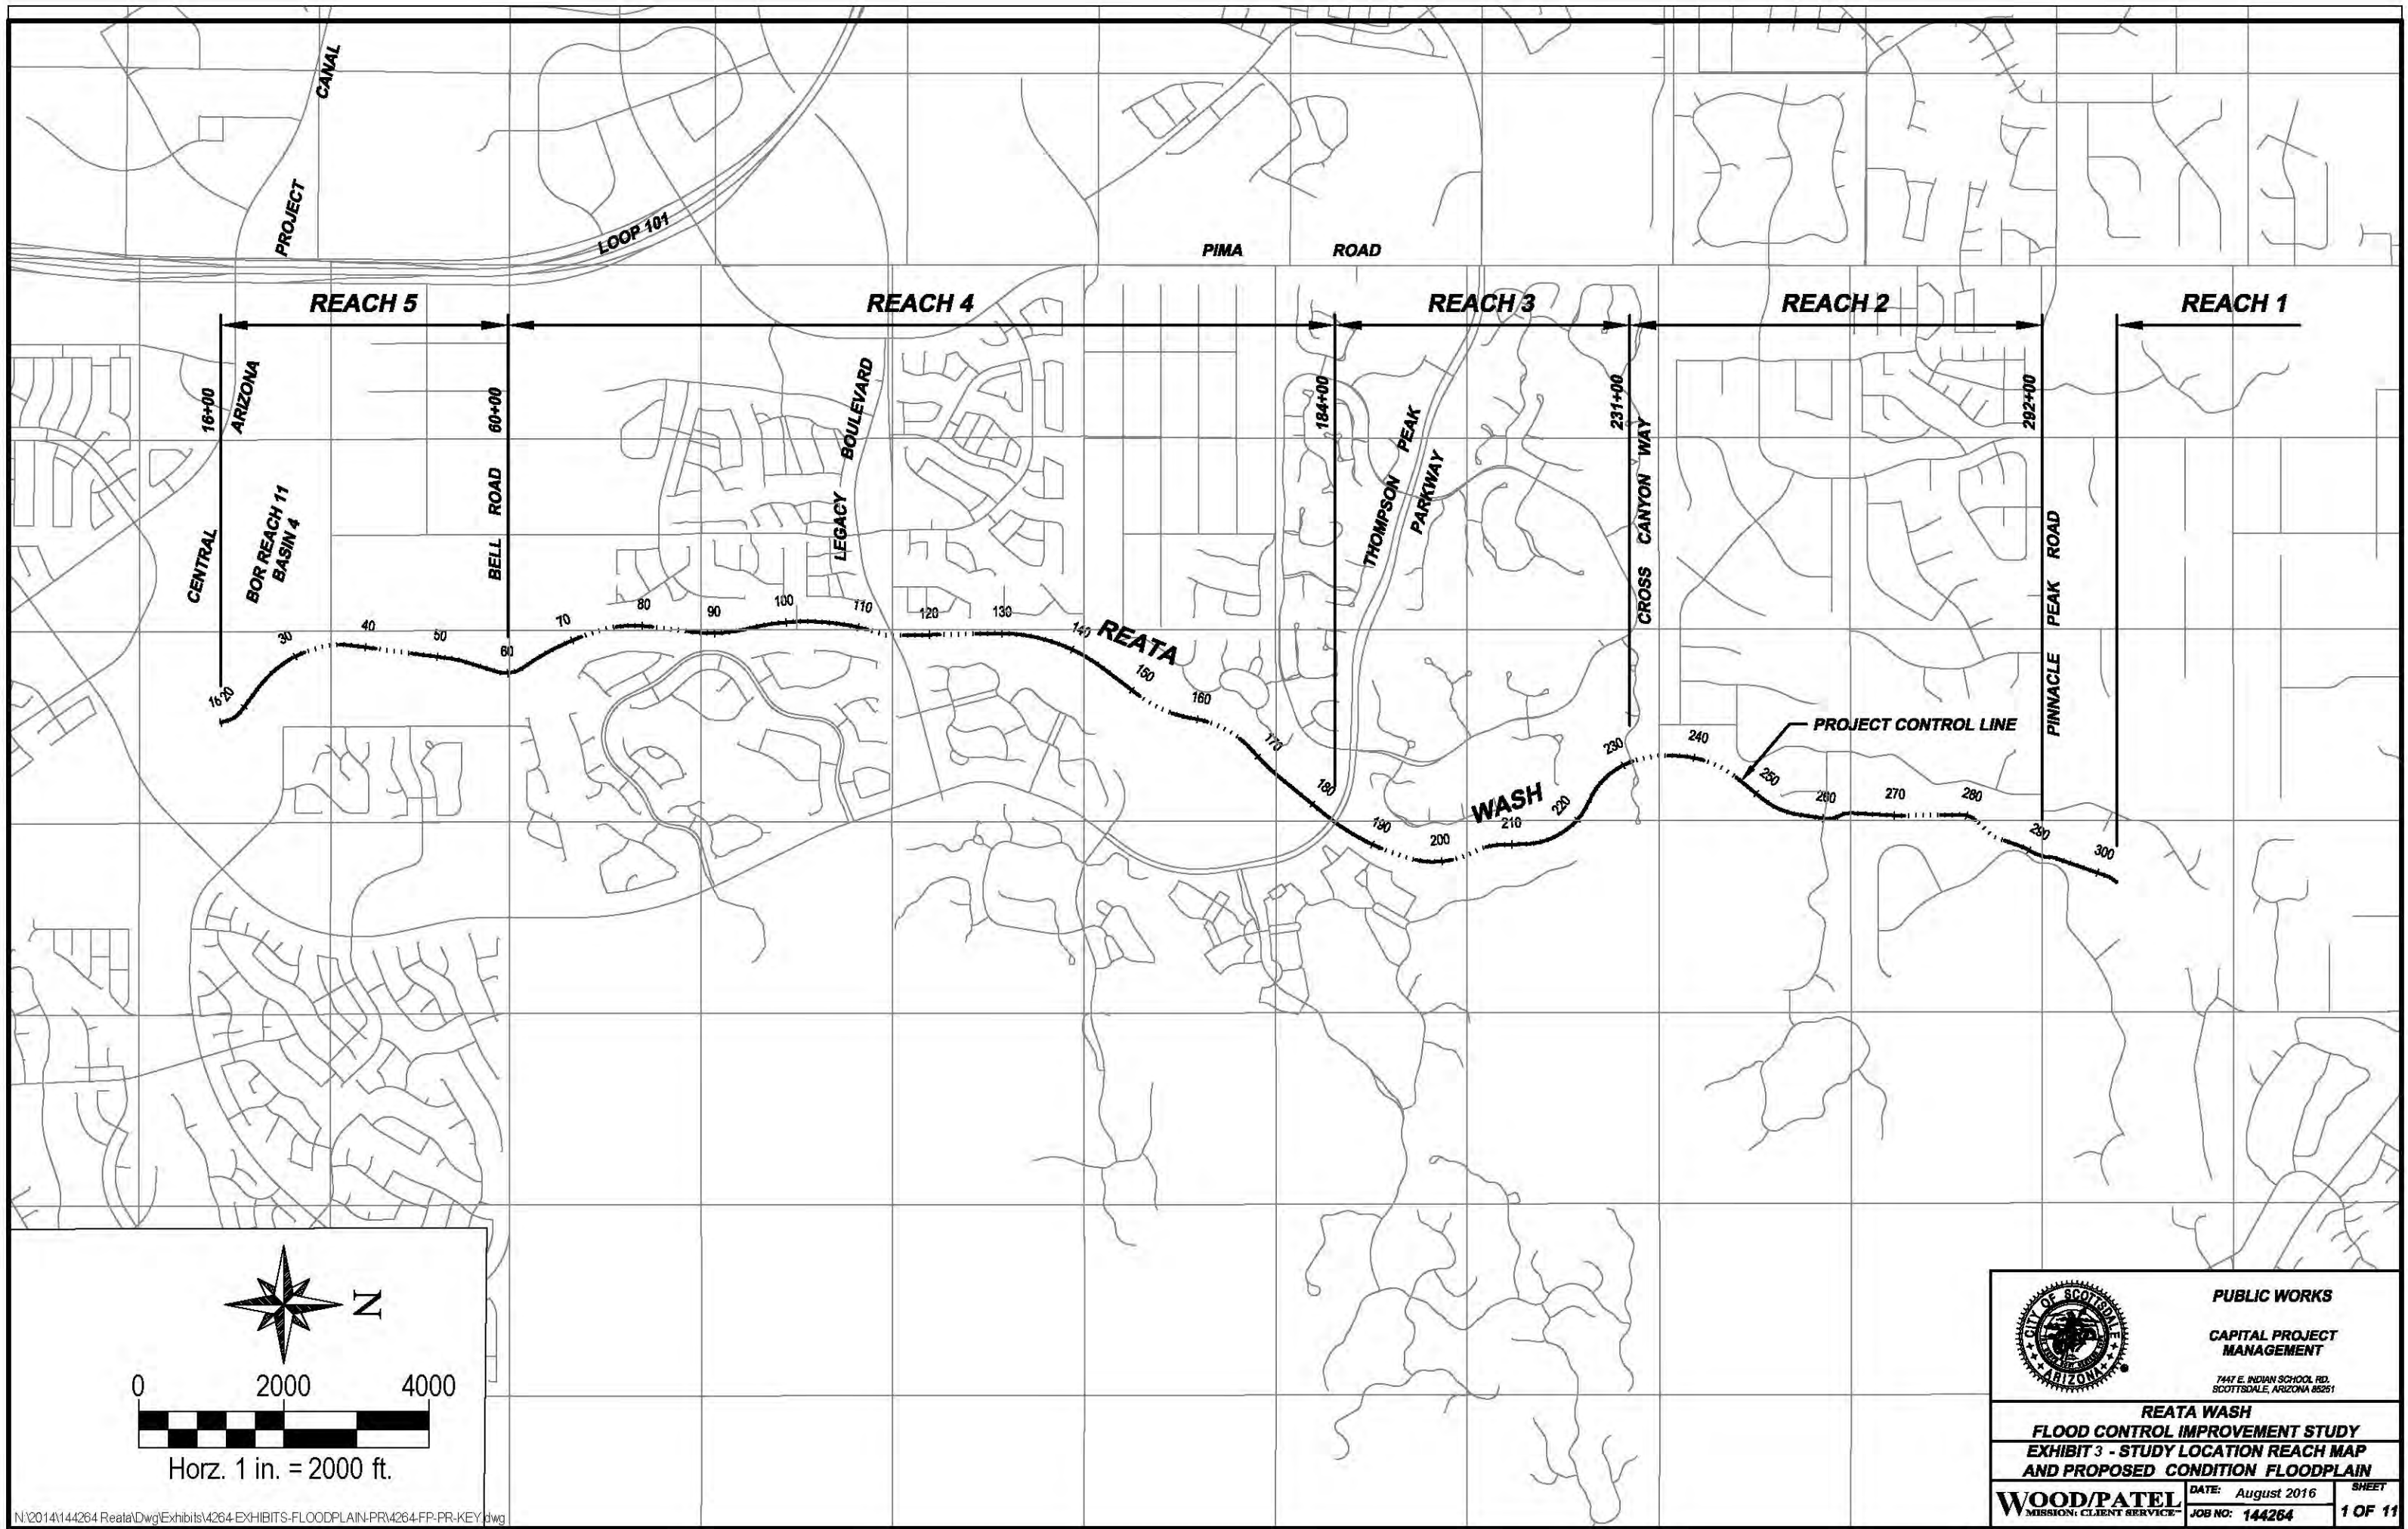 CANAL
PROJECT
LOOP 101
PIMA ROAD
REACH 5
REACH 4
REACH 3
REACH 2
REACH 1
16+00
ARIZONA
CENTRAL
BOR REACH 11
BASIN 4
60+00
BELL ROAD
LEGACY BOULEVARD
184+00
THOMPSON PEAK
PARKWAY
231+00
CROSS CANYON WAY
292+00
PINNACLE PEAK ROAD
16
20
30
40
50
60
70
80
90
100
110
120
130
140
REATA
150
160
170
180
190
200
WASH
210
220
230
240
PROJECT CONTROL LINE
250
260
270
280
290
300
N
0 2000 4000
Horz. 1 in. = 2000 ft.
N:\2014\144264 Reata\Dwg\Exhibits\4264-EXHIBITS-FLOODPLAIN-PR\4264-FP-PR-KEY.dwg
CITY OF SCOTTSDALE
ARIZONA
PUBLIC WORKS
CAPITAL PROJECT
MANAGEMENT
7447 E. INDIAN SCHOOL RD.
SCOTTSDALE, ARIZONA 85251
REATA WASH
FLOOD CONTROL IMPROVEMENT STUDY
EXHIBIT 3 - STUDY LOCATION REACH MAP
AND PROPOSED CONDITION FLOODPLAIN
WOOD/PATEL
MISSION: CLIENT SERVICE
DATE: August 2016
JOB NO: 144264
SHEET
1 OF 11